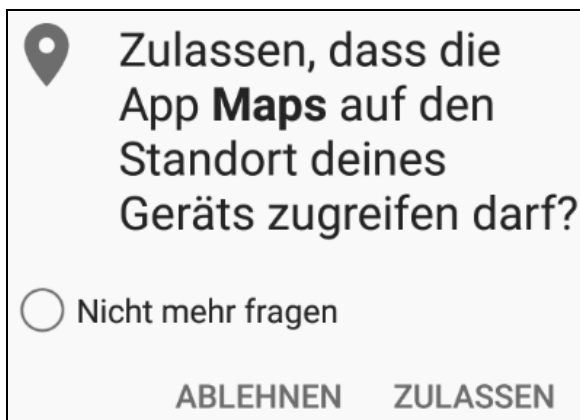 Zulassen, dass die
App Maps auf den
Standort deines
Geräts zugreifen darf?
Nicht mehr fragen
ABLEHNEN ZULASSEN